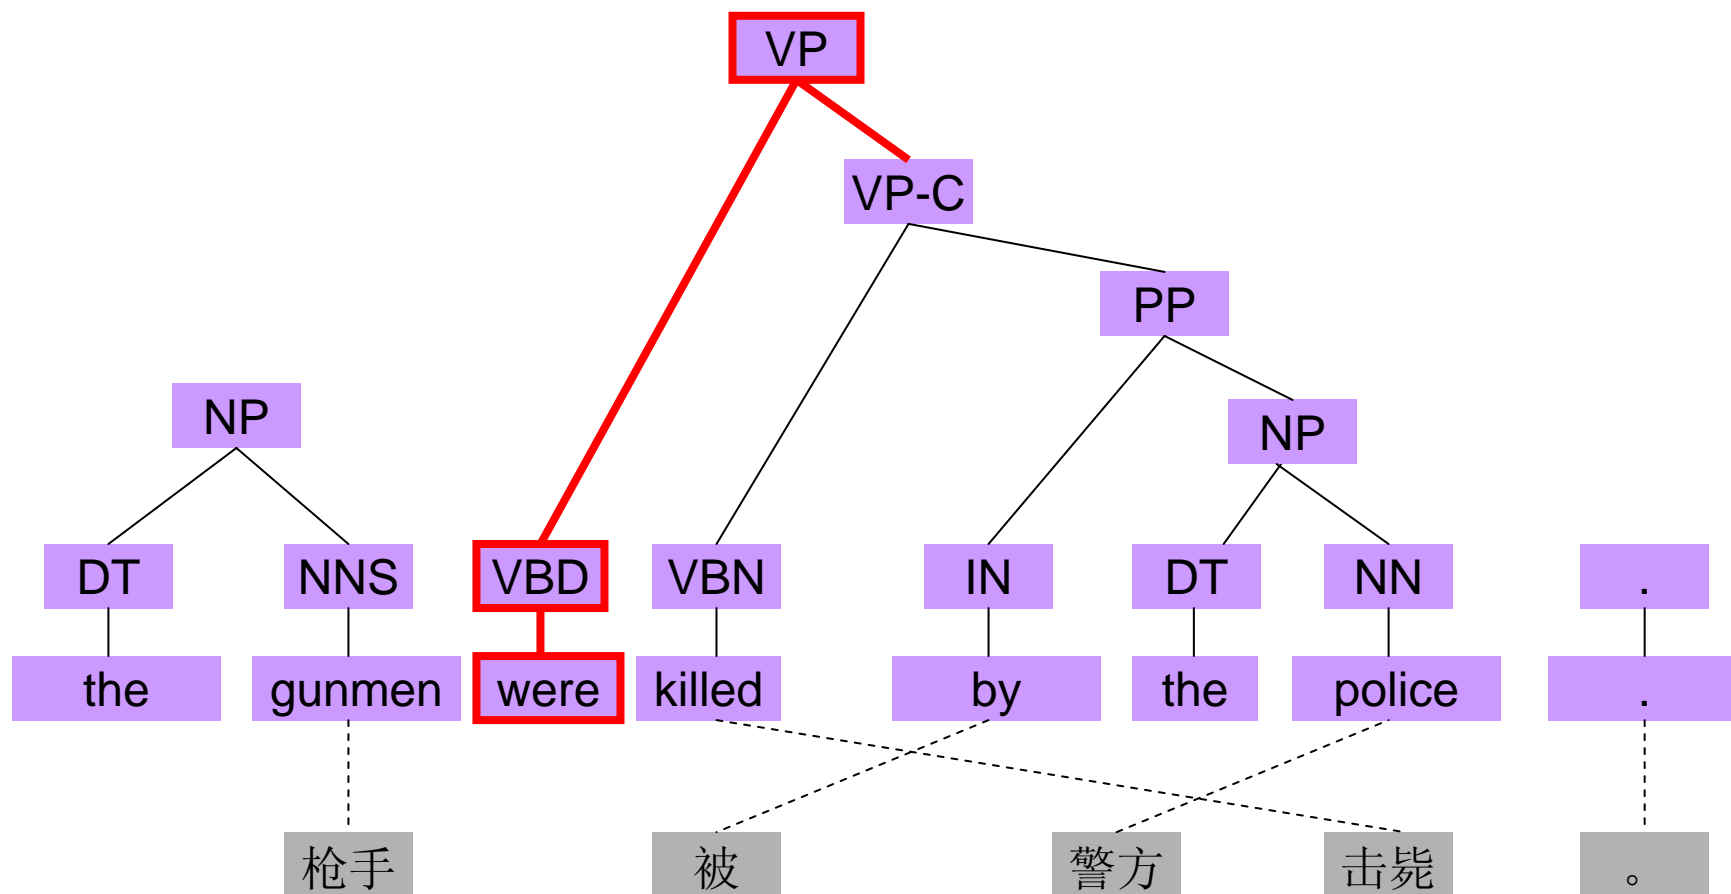 VP
VP-C
PP
NP
NP
DT NNS VBD VBN IN DT NN .
the gunmen were killed by the police .
枪手 被 警方 击毙 。